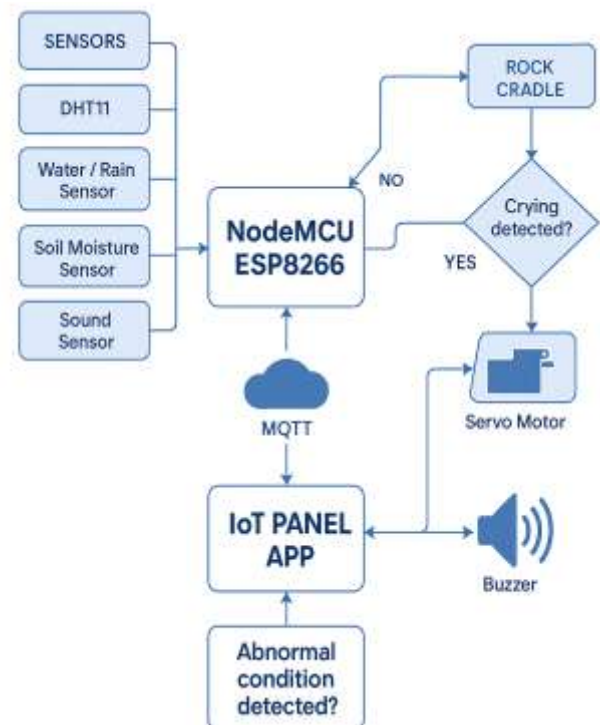 SENSORS
DHT11
Water / Rain
Sensor
Soil Moisture
Sensor
Sound
Sensor
NodeMCU
ESP8266
ROCK
CRADLE
NO
Crying
detected?
YES
Servo Motor
MQTT
IoT PANEL
APP
Buzzer
Abnormal
condition
detected?